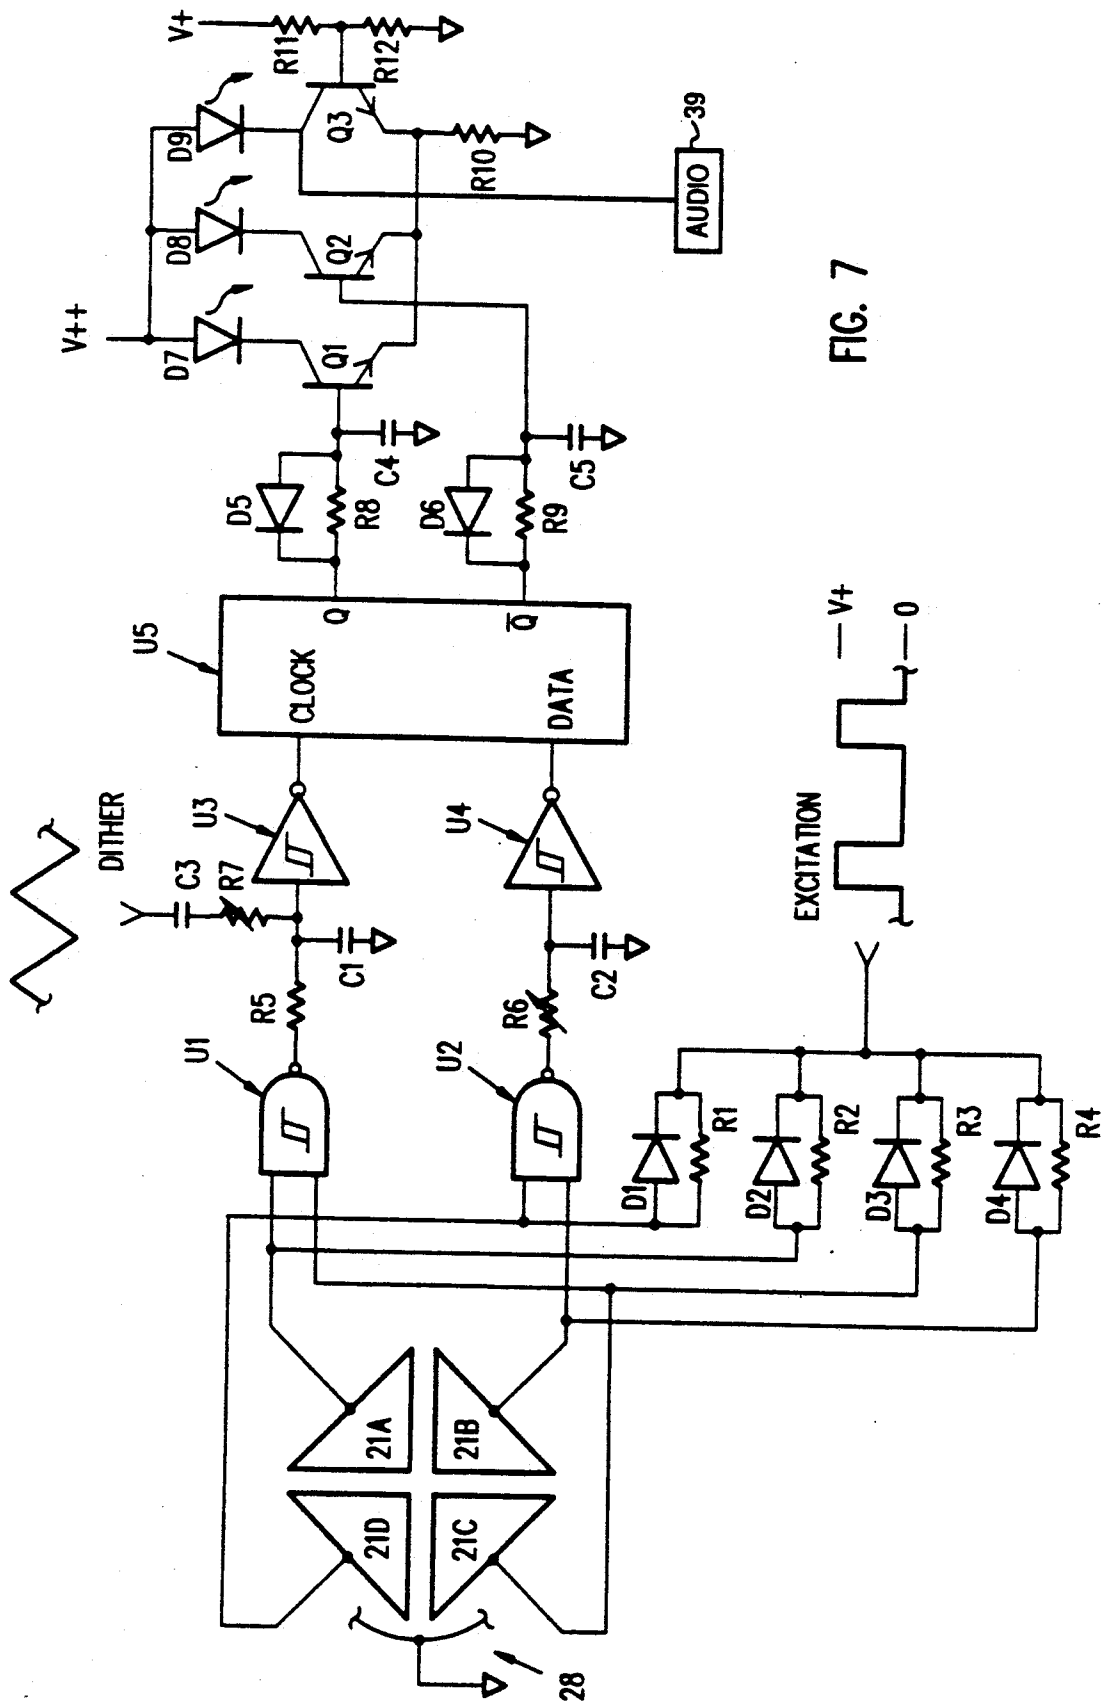 V++
V+
D7
D8
D9
R11
R12
Q1
Q2
Q3
R10
AUDIO
39
D5
R8
C4
D6
R9
C5
U5
CLOCK
DATA
Q
Q̅
DITHER
C3
R7
U3
U4
U1
R5
C1
U2
R6
C2
D1
R1
D2
R2
D3
R3
D4
R4
EXCITATION
V+
0
21A
21B
21C
21D
28
FIG. 7